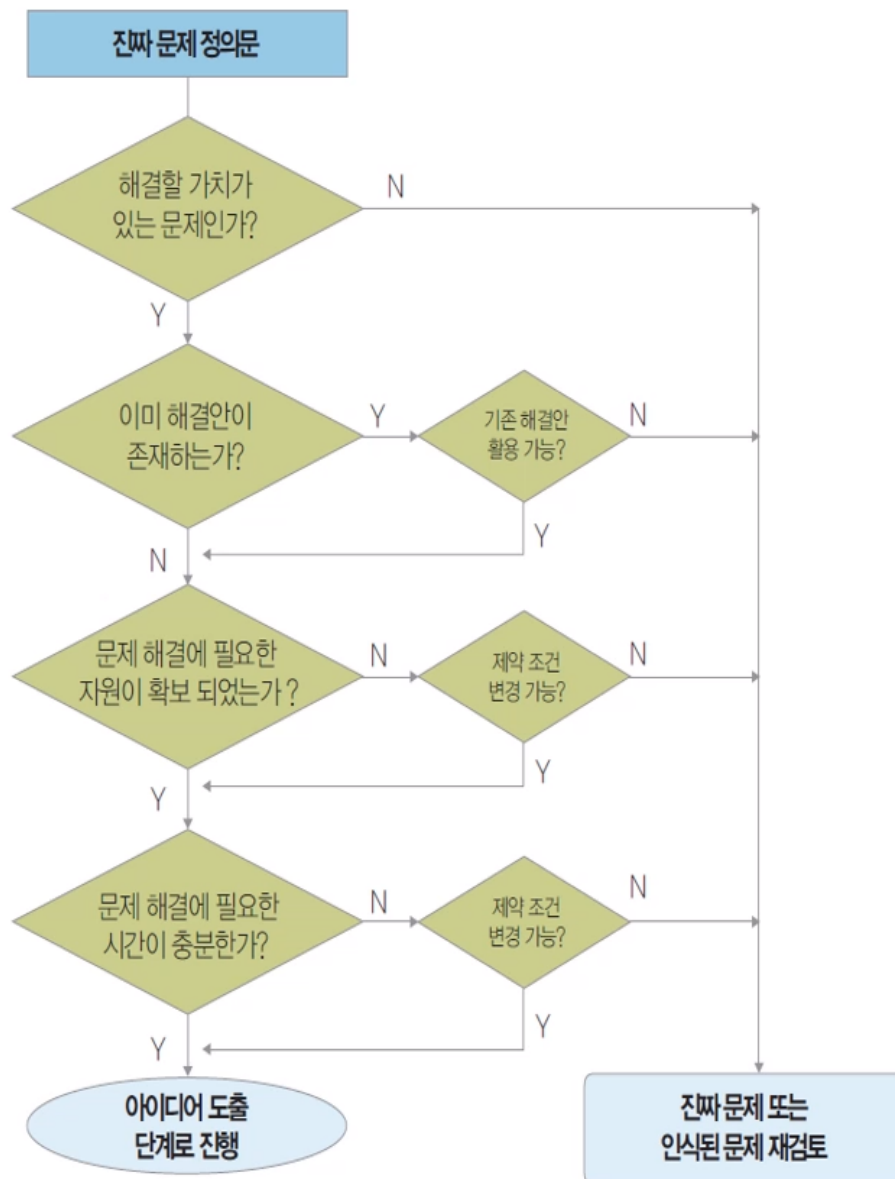 진짜 문제 정의문
해결할 가치가
있는 문제인가?
N
Y
이미 해결안이
존재하는가?
Y
기존 해결안
활용 가능?
N
Y
N
문제 해결에 필요한
자원이 확보 되었는가 ?
N
제약 조건
변경 가능?
N
Y
Y
문제 해결에 필요한
시간이 충분한가?
N
제약 조건
변경 가능?
N
Y
Y
아이디어 도출
단계로 진행
진짜 문제 또는
인식된 문제 재검토